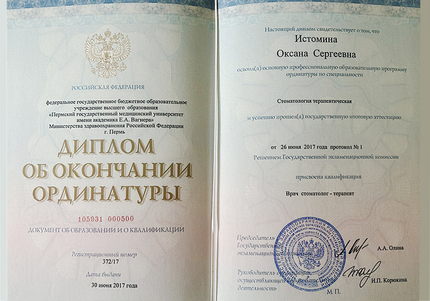 РОССИЙСКАЯ ФЕДЕРАЦИЯ
федеральное государственное бюджетное образовательное
учреждение высшего образования
«Пермский государственный медицинский университет
имени академика Е.А. Вагнера»
Министерства здравоохранения Российской Федерации
г. Пермь
ДИПЛОМ
ОБ ОКОНЧАНИИ
ОРДИНАТУРЫ
105931 000500
ДОКУМЕНТ ОБ ОБРАЗОВАНИИ И О КВАЛИФИКАЦИИ
Регистрационный номер
372/17
Дата выдачи
30 июня 2017 года
Настоящий диплом свидетельствует о том, что
Истомина
Оксана Сергеевна
освоил(а) основную профессиональную образовательную программу
ординатуры по специальности
Стоматология терапевтическая
и успешно прошел(а) государственную итоговую аттестацию
от 26 июня 2017 года протокол № 1
Решением Государственной экзаменационной комиссии
присвоена квалификация
Врач стоматолог - терапевт
Председатель
Государственной
экзаменационной
А.А. Олина
Руководитель
И.П. Корюкина
деятельность
М.П.